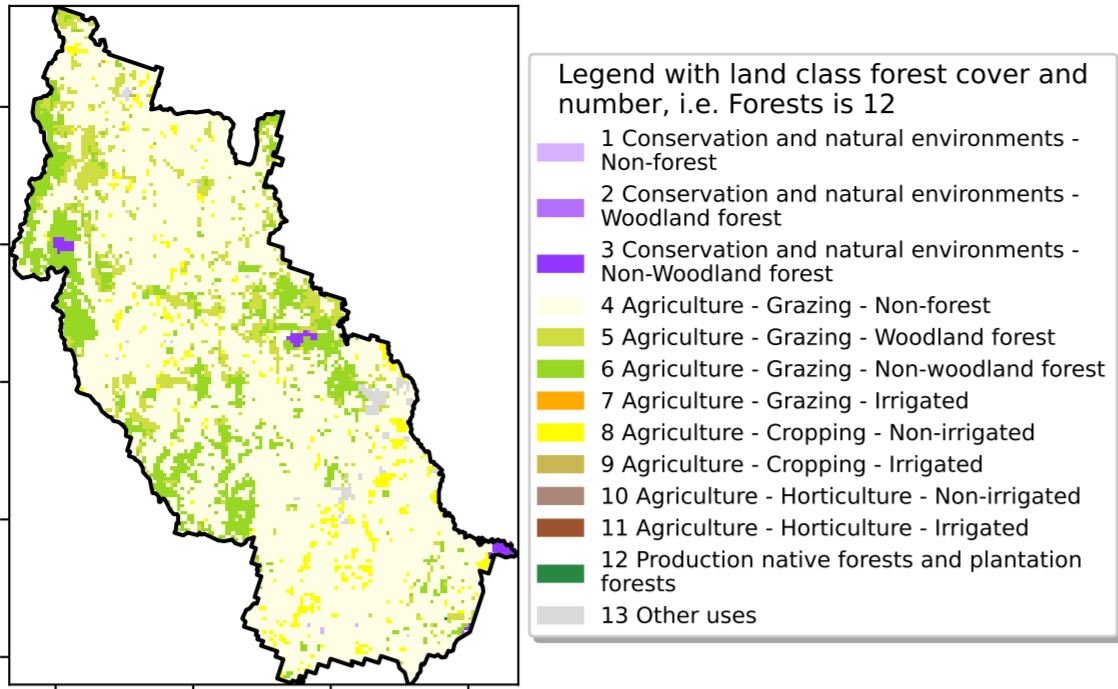 Legend with land class forest cover and
number, i.e. Forests is 12
1 Conservation and natural environments -
Non-forest
2 Conservation and natural environments -
Woodland forest
3 Conservation and natural environments -
Non-Woodland forest
4 Agriculture - Grazing - Non-forest
5 Agriculture - Grazing - Woodland forest
6 Agriculture - Grazing - Non-woodland forest
7 Agriculture - Grazing - Irrigated
8 Agriculture - Cropping - Non-irrigated
9 Agriculture - Cropping - Irrigated
10 Agriculture - Horticulture - Non-irrigated
11 Agriculture - Horticulture - Irrigated
12 Production native forests and plantation
forests
13 Other uses